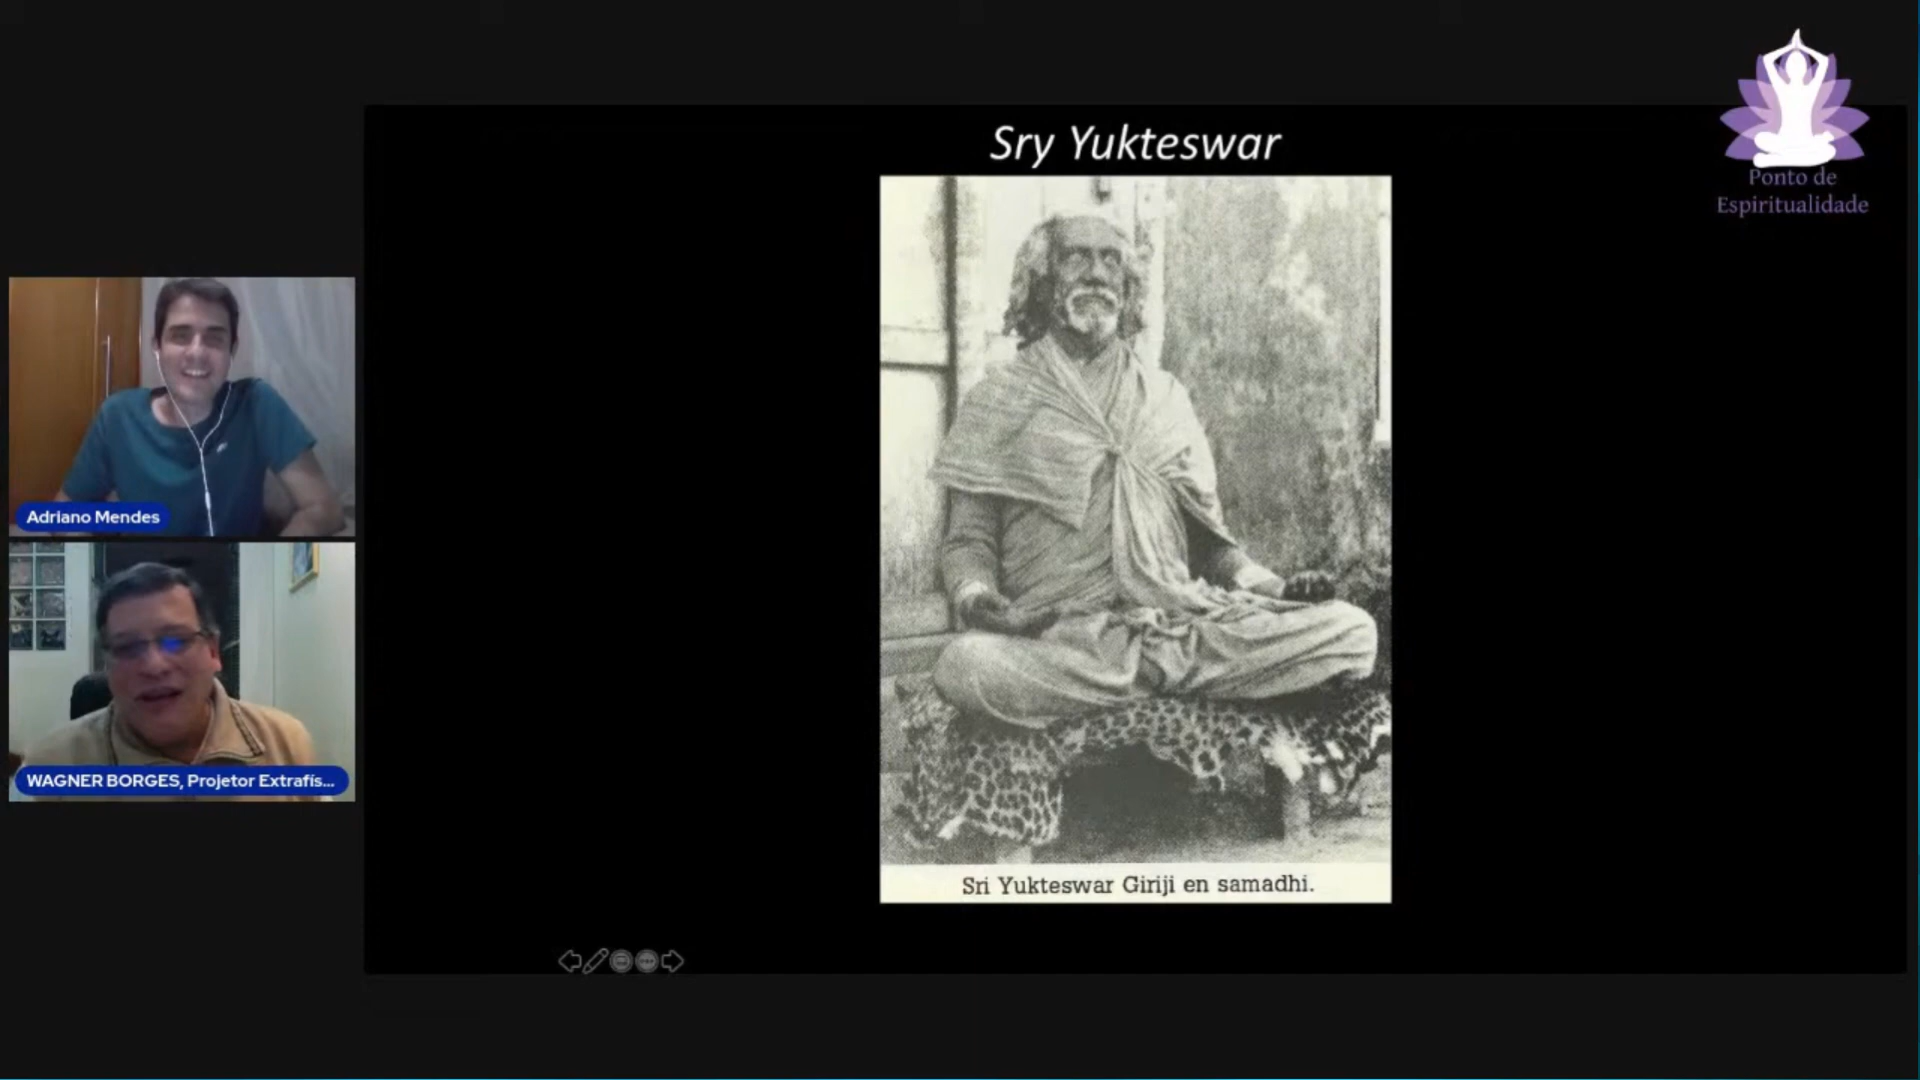 Sry Yukteswar
Ponto de
Espiritualidade
Adriano Mendes
WAGNER BORGES, Projetor Extrafís...
Sri Yukteswar Giriji en samadhi.